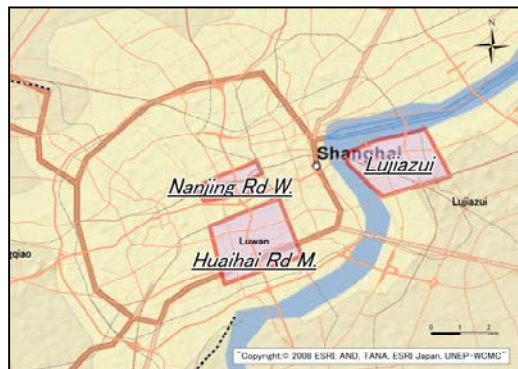 N
Shanghai
Lujiazui
Nanjing Rd W.
Lujiazui
Luwan
Huaihai Rd M.
gqiao
0 1 2
"Copyright:© 2008 ESRI, AND, TANA, ESRI Japan, UNEP-WCMC"